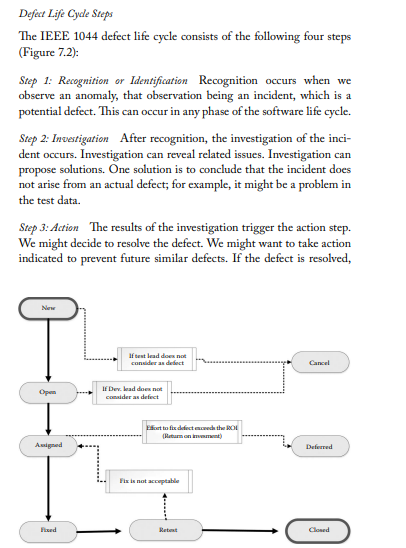 Defect Life Cycle Steps
The IEEE 1044 defect life cycle consists of the following four steps
(Figure 7.2):
Step 1: Recognition or Identification Recognition occurs when we
observe an anomaly, that observation being an incident, which is a
potential defect. This can occur in any phase of the software life cycle.
Step 2: Investigation After recognition, the investigation of the inci-
dent occurs. Investigation can reveal related issues. Investigation can
propose solutions. One solution is to conclude that the incident does
not arise from an actual defect; for example, it might be a problem in
the test data.
Step 3: Action The results of the investigation trigger the action step.
We might decide to resolve the defect. We might want to take action
indicated to prevent future similar defects. If the defect is resolved,
New
If test lead does not
consider as defect
Cancel
Open
If Dev. lead does not
consider as defect
Effort to fix defect exceeds the ROI
(Return on invesment)
Assigned
Deferred
Fix is not acceptable
Fixed
Retest
Closed